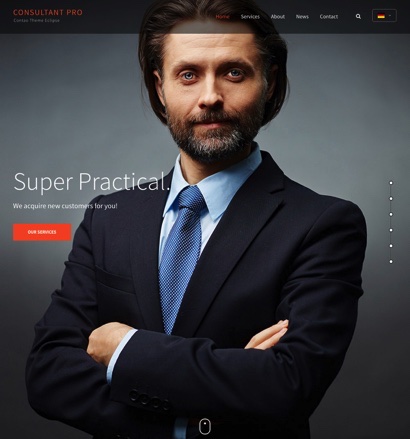 CONSULTANT PRO
Contao Theme Eclipse
Home
Services
About
News
Contact
Super Practical.
We acquire new customers for you!
OUR SERVICES